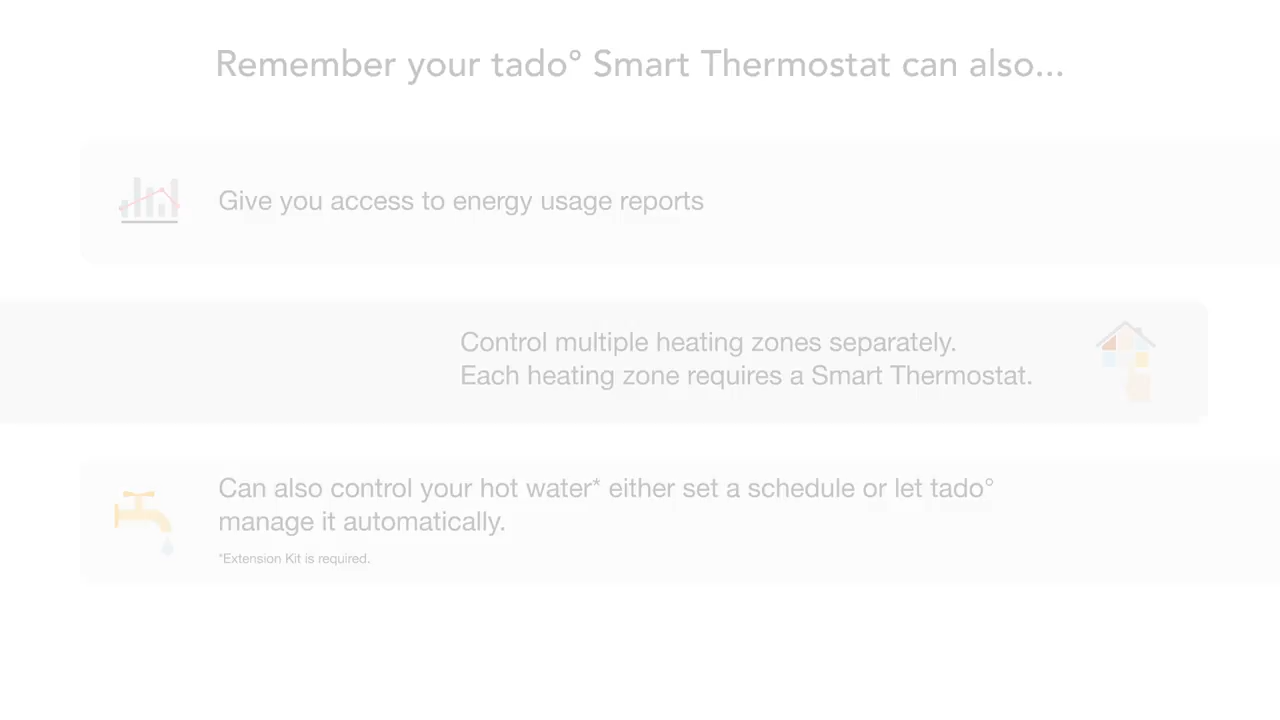 Remember your tado° Smart Thermostat can also...
Give you access to energy usage reports
Control multiple heating zones separately.
Each heating zone requires a Smart Thermostat.
Can also control your hot water* either set a schedule or let tado°
manage it automatically.
*Extension Kit is required.